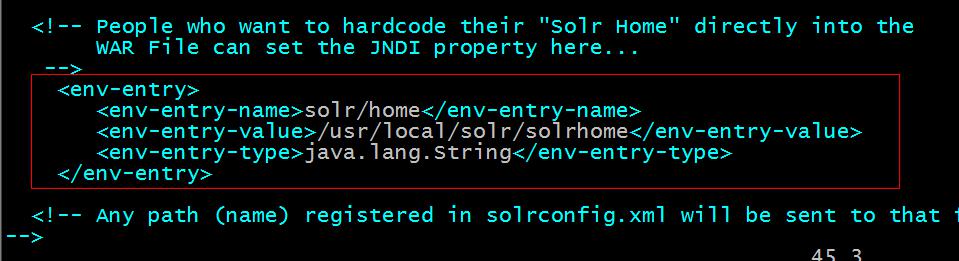 <!-- People who want to hardcode their "Solr Home" directly into the
WAR File can set the JNDI property here...
-->
<env-entry>
<env-entry-name>solr/home</env-entry-name>
<env-entry-value>/usr/local/solr/solrhome</env-entry-value>
<env-entry-type>java.lang.String</env-entry-type>
</env-entry>
<!-- Any path (name) registered in solrconfig.xml will be sent to that
-->
45,3